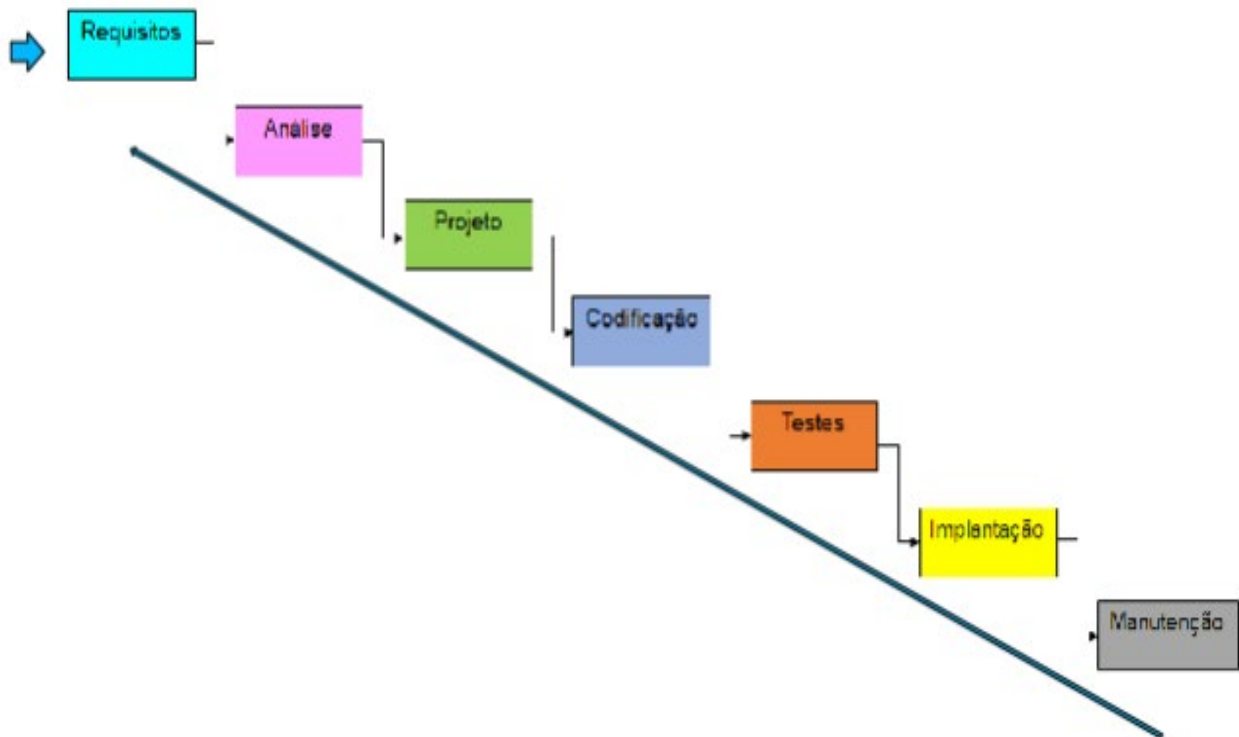 Requisitos
Análise
Projeto
Codificação
Testes
Implantação
Manutenção